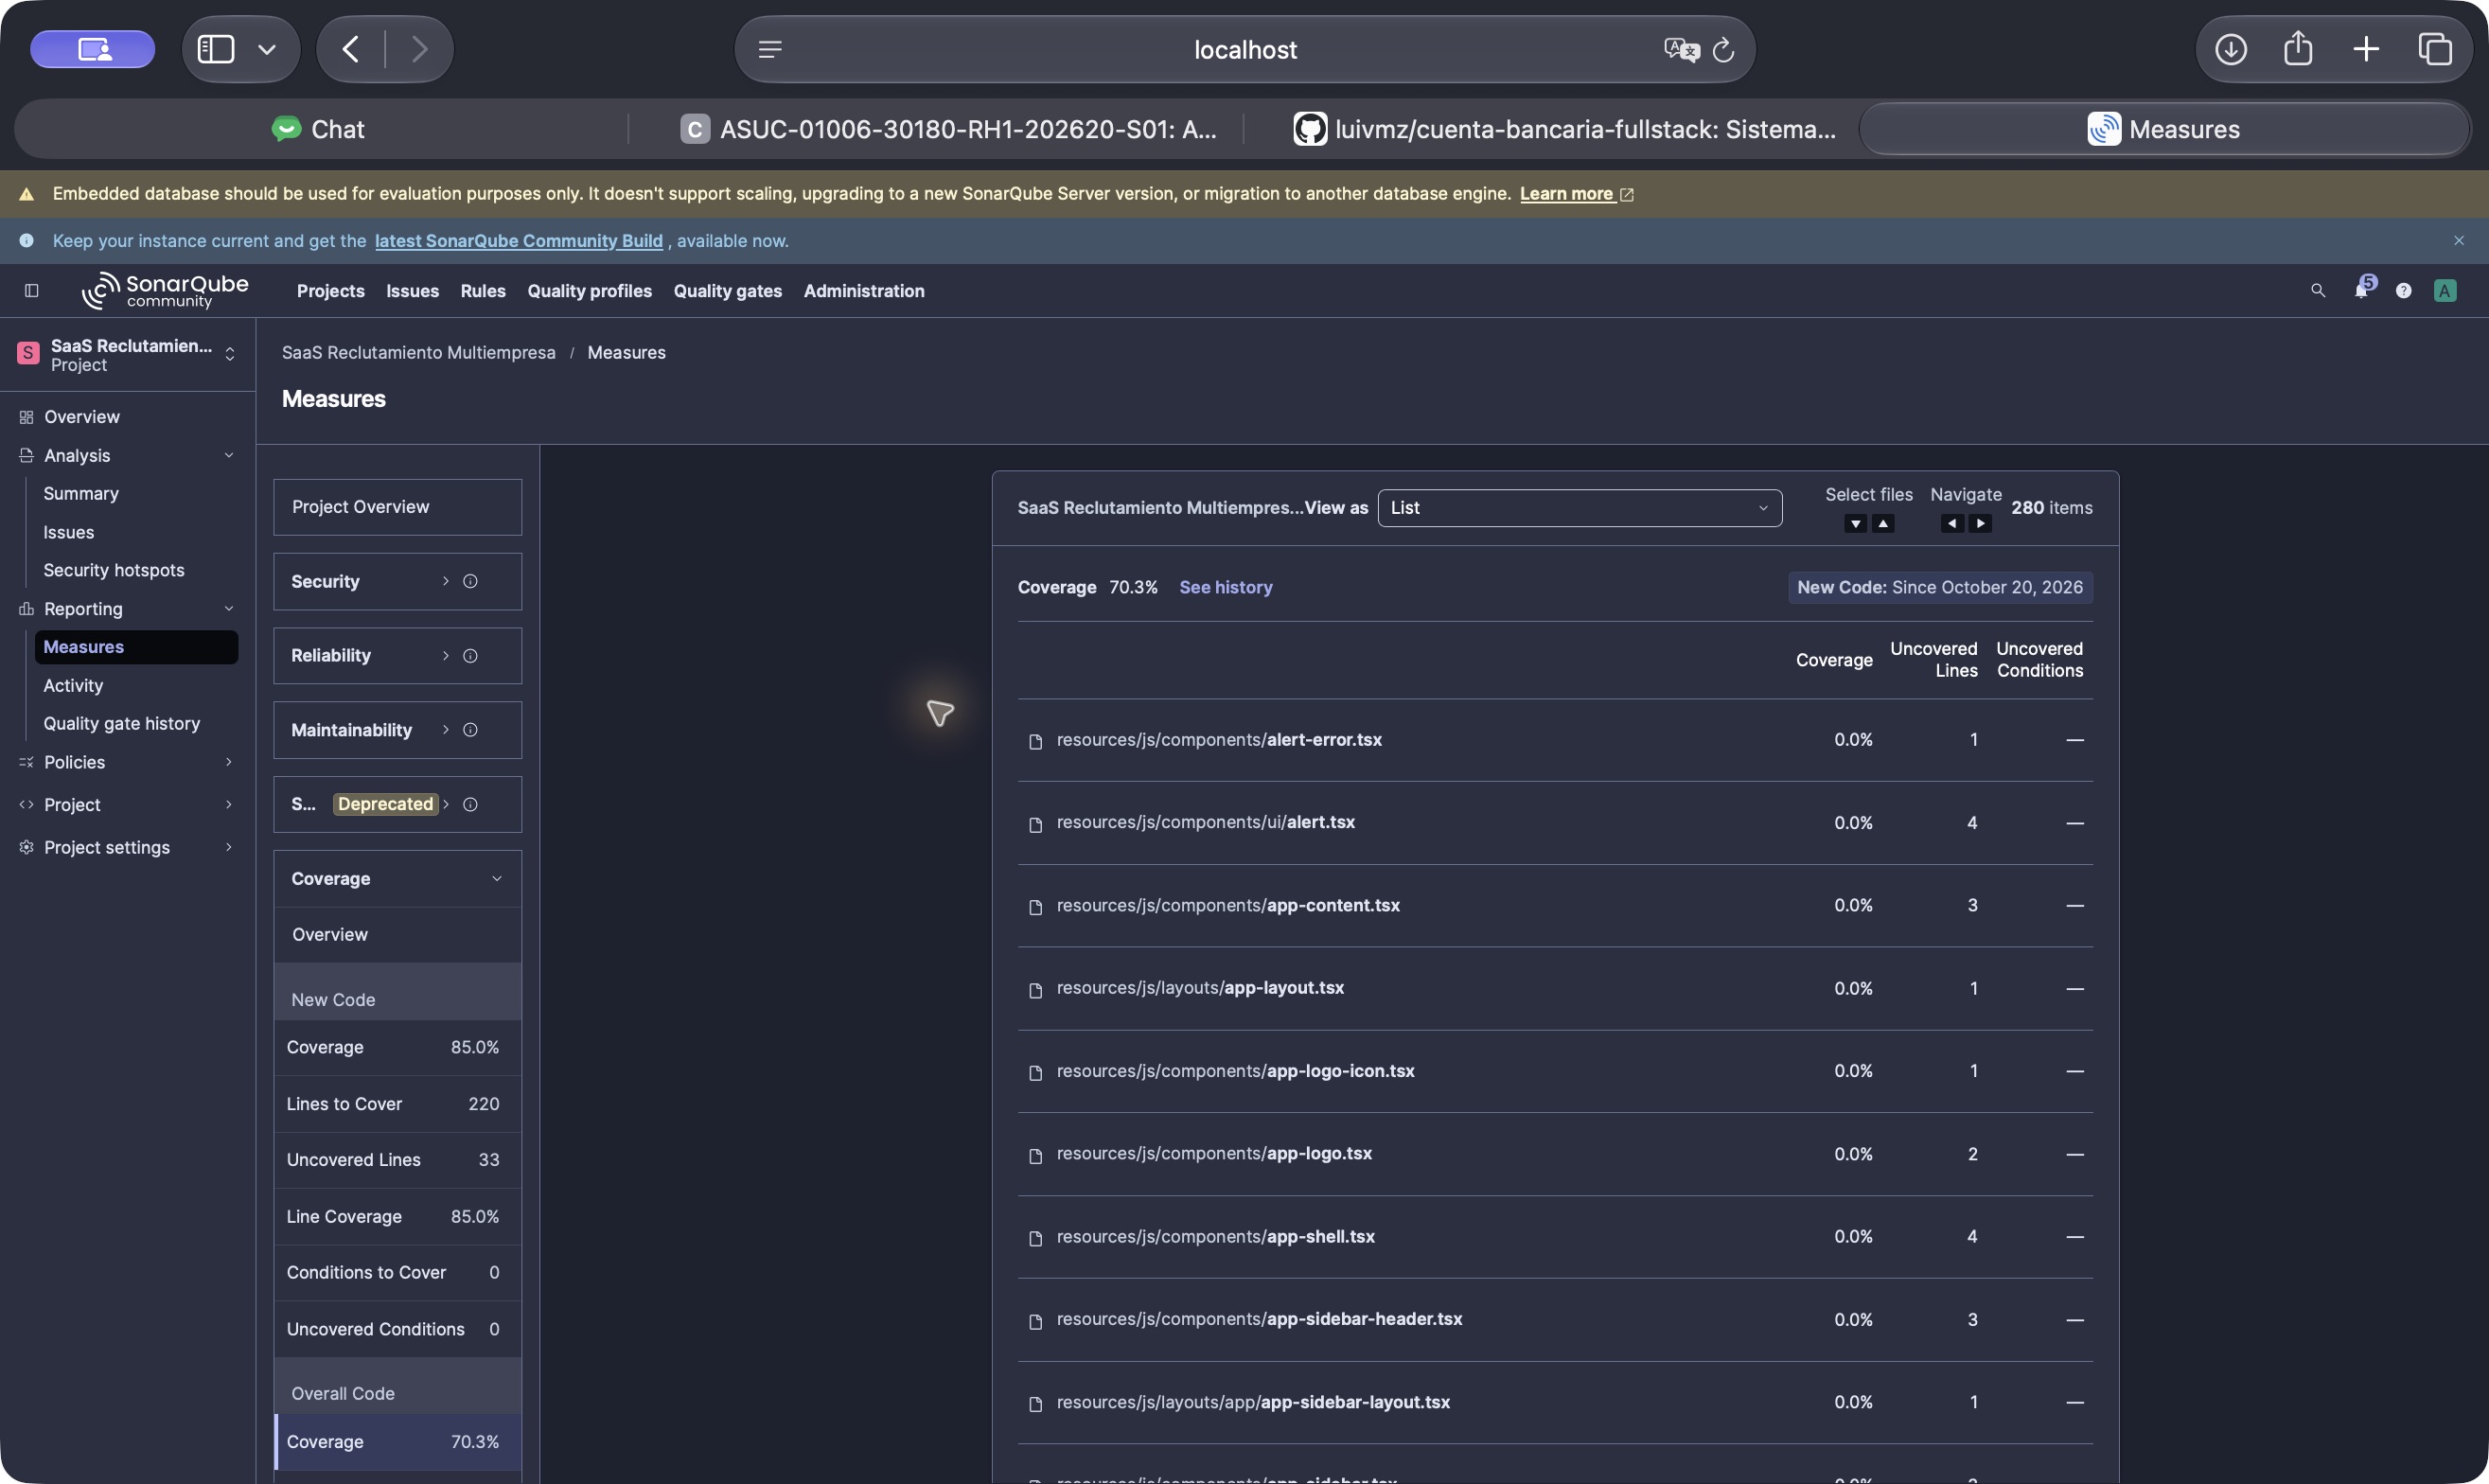 localhost
Chat
C ASUC-01006-30180-RH1-202620-S01: A...
luivmz/cuenta-bancaria-fullstack: Sistema...
Measures
Embedded database should be used for evaluation purposes only. It doesn't support scaling, upgrading to a new SonarQube Server version, or migration to another database engine. Learn more
Keep your instance current and get the latest SonarQube Community Build , available now.
SonarQube
community
Projects Issues Rules Quality profiles Quality gates Administration
5
? A
S SaaS Reclutamien...
Project
Overview
Analysis
Summary
Issues
Security hotspots
Reporting
Measures
Activity
Quality gate history
Policies
Project
Project settings
SaaS Reclutamiento Multiempresa / Measures
Measures
Project Overview
Security
Reliability
Maintainability
S... Deprecated
Coverage
Overview
New Code
Coverage 85.0%
Lines to Cover 220
Uncovered Lines 33
Line Coverage 85.0%
Conditions to Cover 0
Uncovered Conditions 0
Overall Code
Coverage 70.3%
SaaS Reclutamiento Multiempres... View as List
Select files Navigate 280 items
Coverage 70.3% See history New Code: Since October 20, 2026
Coverage Uncovered Lines Uncovered Conditions
resources/js/components/alert-error.tsx 0.0% 1 —
resources/js/components/ui/alert.tsx 0.0% 4 —
resources/js/components/app-content.tsx 0.0% 3 —
resources/js/layouts/app-layout.tsx 0.0% 1 —
resources/js/components/app-logo-icon.tsx 0.0% 1 —
resources/js/components/app-logo.tsx 0.0% 2 —
resources/js/components/app-shell.tsx 0.0% 4 —
resources/js/components/app-sidebar-header.tsx 0.0% 3 —
resources/js/layouts/app/app-sidebar-layout.tsx 0.0% 1 —